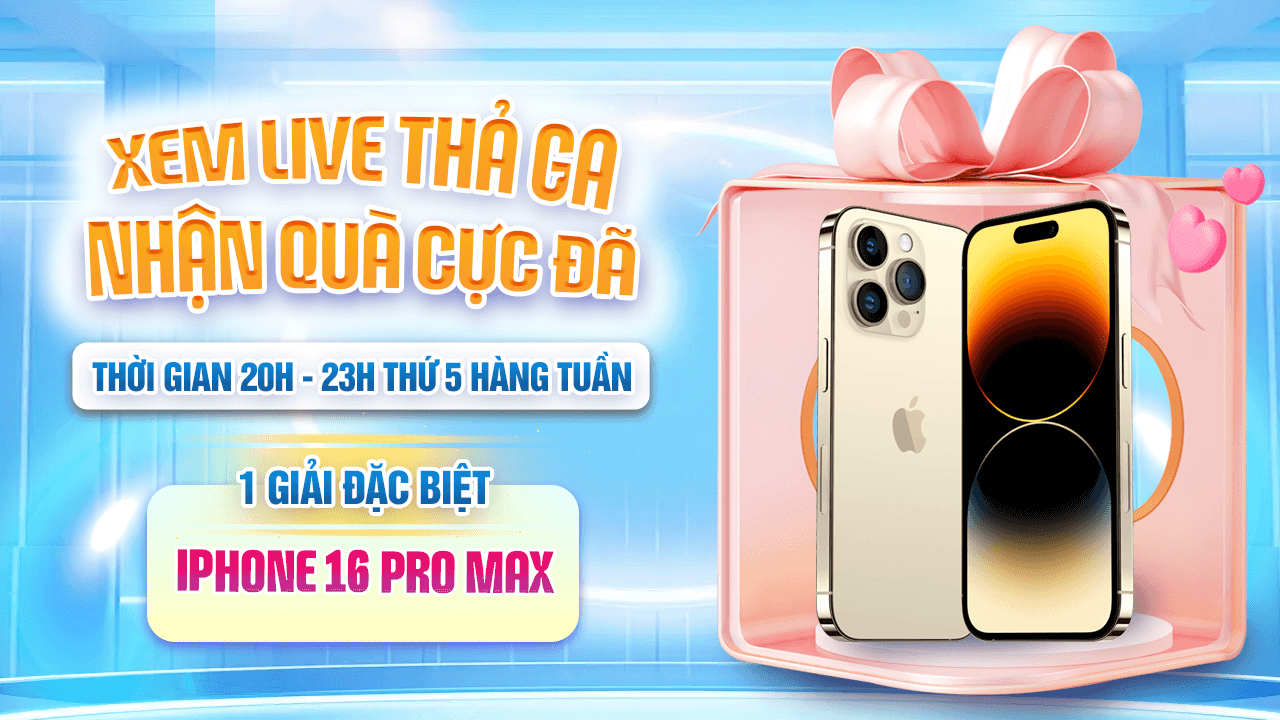 XEM LIVE THẢ GA
NHẬN QUÀ CỰC ĐÃ
THỜI GIAN 20H - 23H THỨ 5 HÀNG TUẦN
1 GIẢI ĐẶC BIỆT
IPHONE 16 PRO MAX